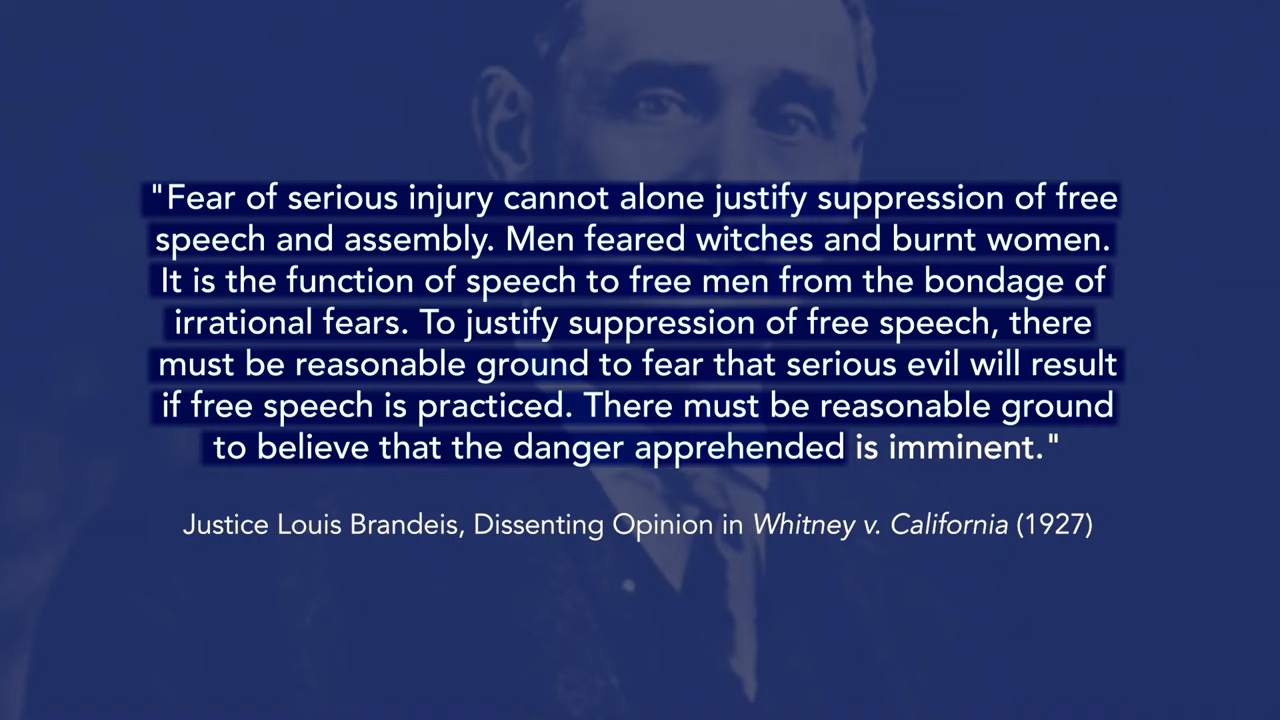 "Fear of serious injury cannot alone justify suppression of free
speech and assembly. Men feared witches and burnt women.
It is the function of speech to free men from the bondage of
irrational fears. To justify suppression of free speech, there
must be reasonable ground to fear that serious evil will result
if free speech is practiced. There must be reasonable ground
to believe that the danger apprehended is imminent."
Justice Louis Brandeis, Dissenting Opinion in Whitney v. California (1927)